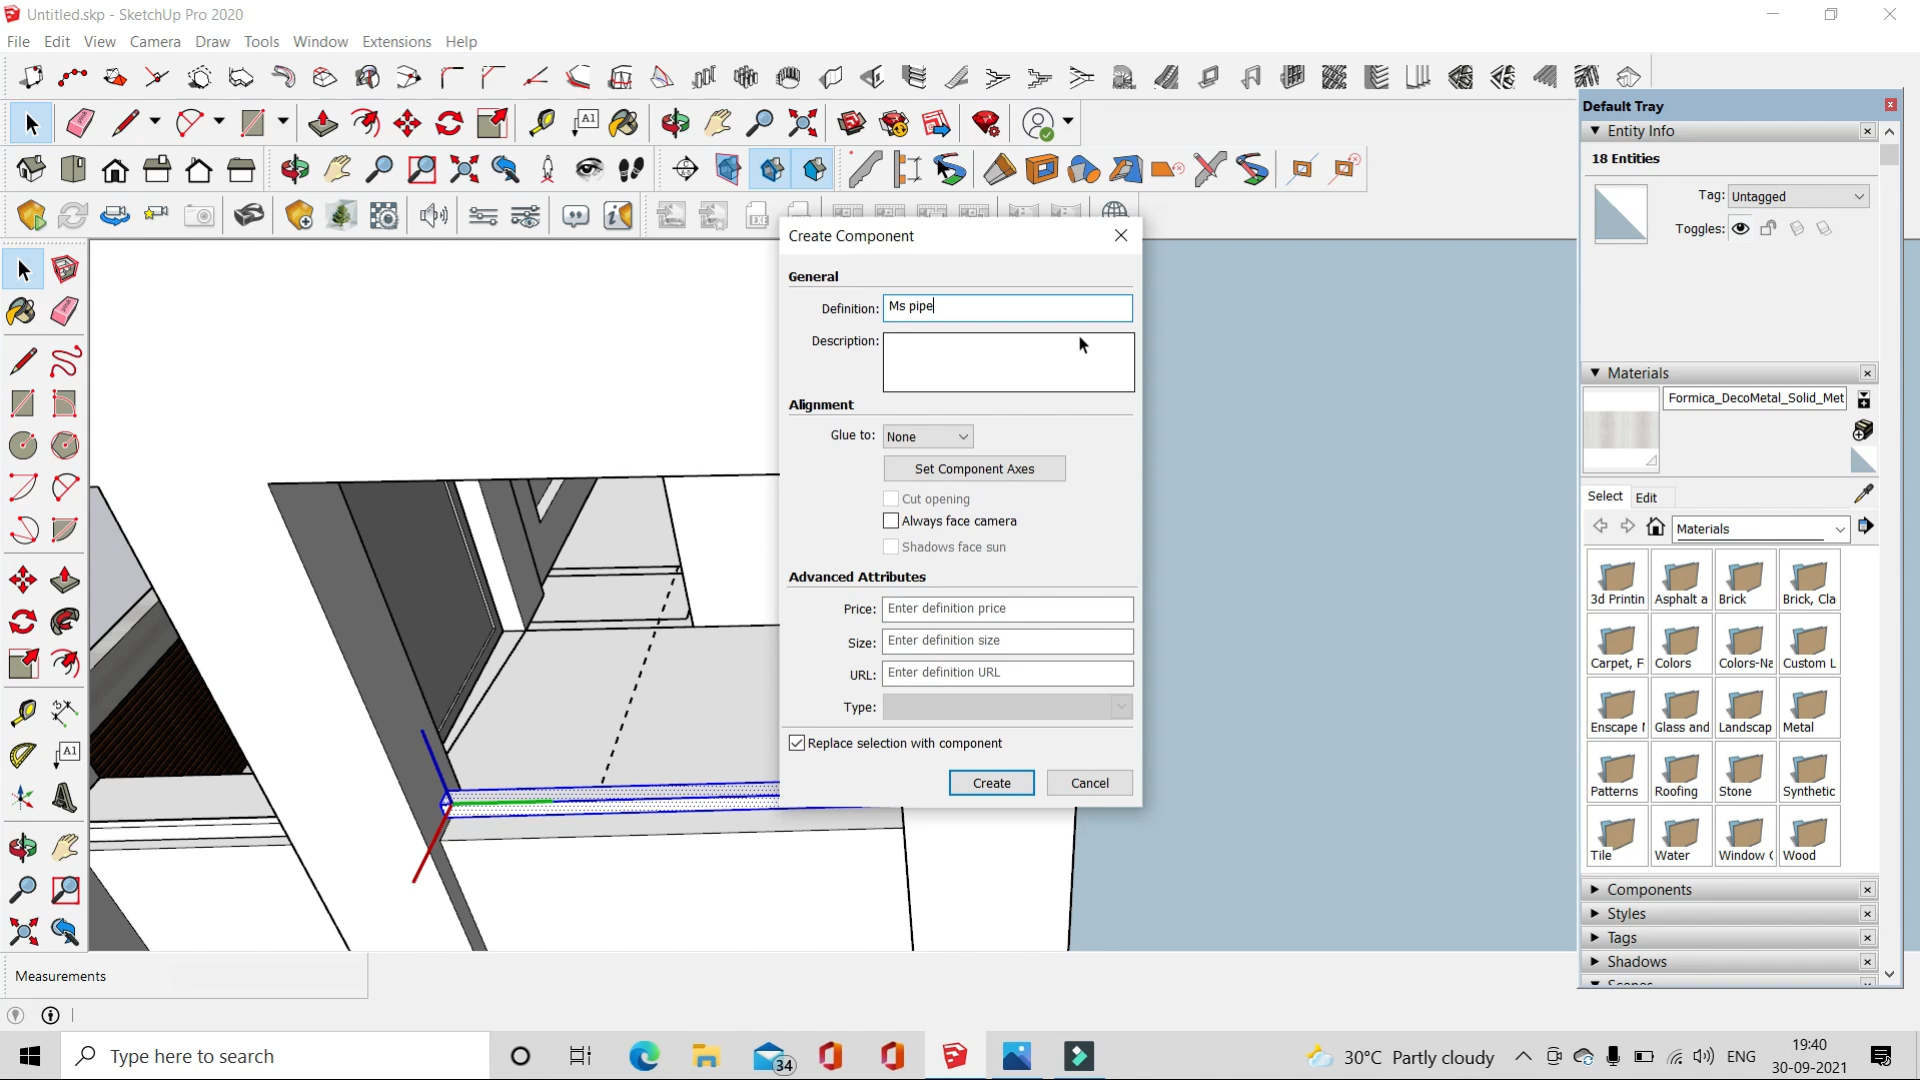 Untitled.skp - SketchUp Pro 2020
File Edit View Camera Draw Tools Window Extensions Help
Default Tray
Entity Info
18 Entities
Tag: Untagged
Toggles:
A1
EXE
Create Component
General
Definition: Ms pipe
Description:
Alignment
Glue to: None
Set Component Axes
Cut opening
Always face camera
Shadows face sun
Advanced Attributes
Price: Enter definition price
Size: Enter definition size
URL: Enter definition URL
Type:
Replace selection with component
Create Cancel
Materials
Formica_DecoMetal_Solid_Met
Select Edit
Materials
3d Printin Asphalt a Brick Brick, Cla
Carpet, F Colors Colors-Na Custom L
Enscape Glass and Landscap Metal
Patterns Roofing Stone Synthetic
Tile Water Window Wood
Components
Styles
Tags
Shadows
A1
Measurements
Type here to search
34
30°C Partly cloudy
ENG
19:40
30-09-2021